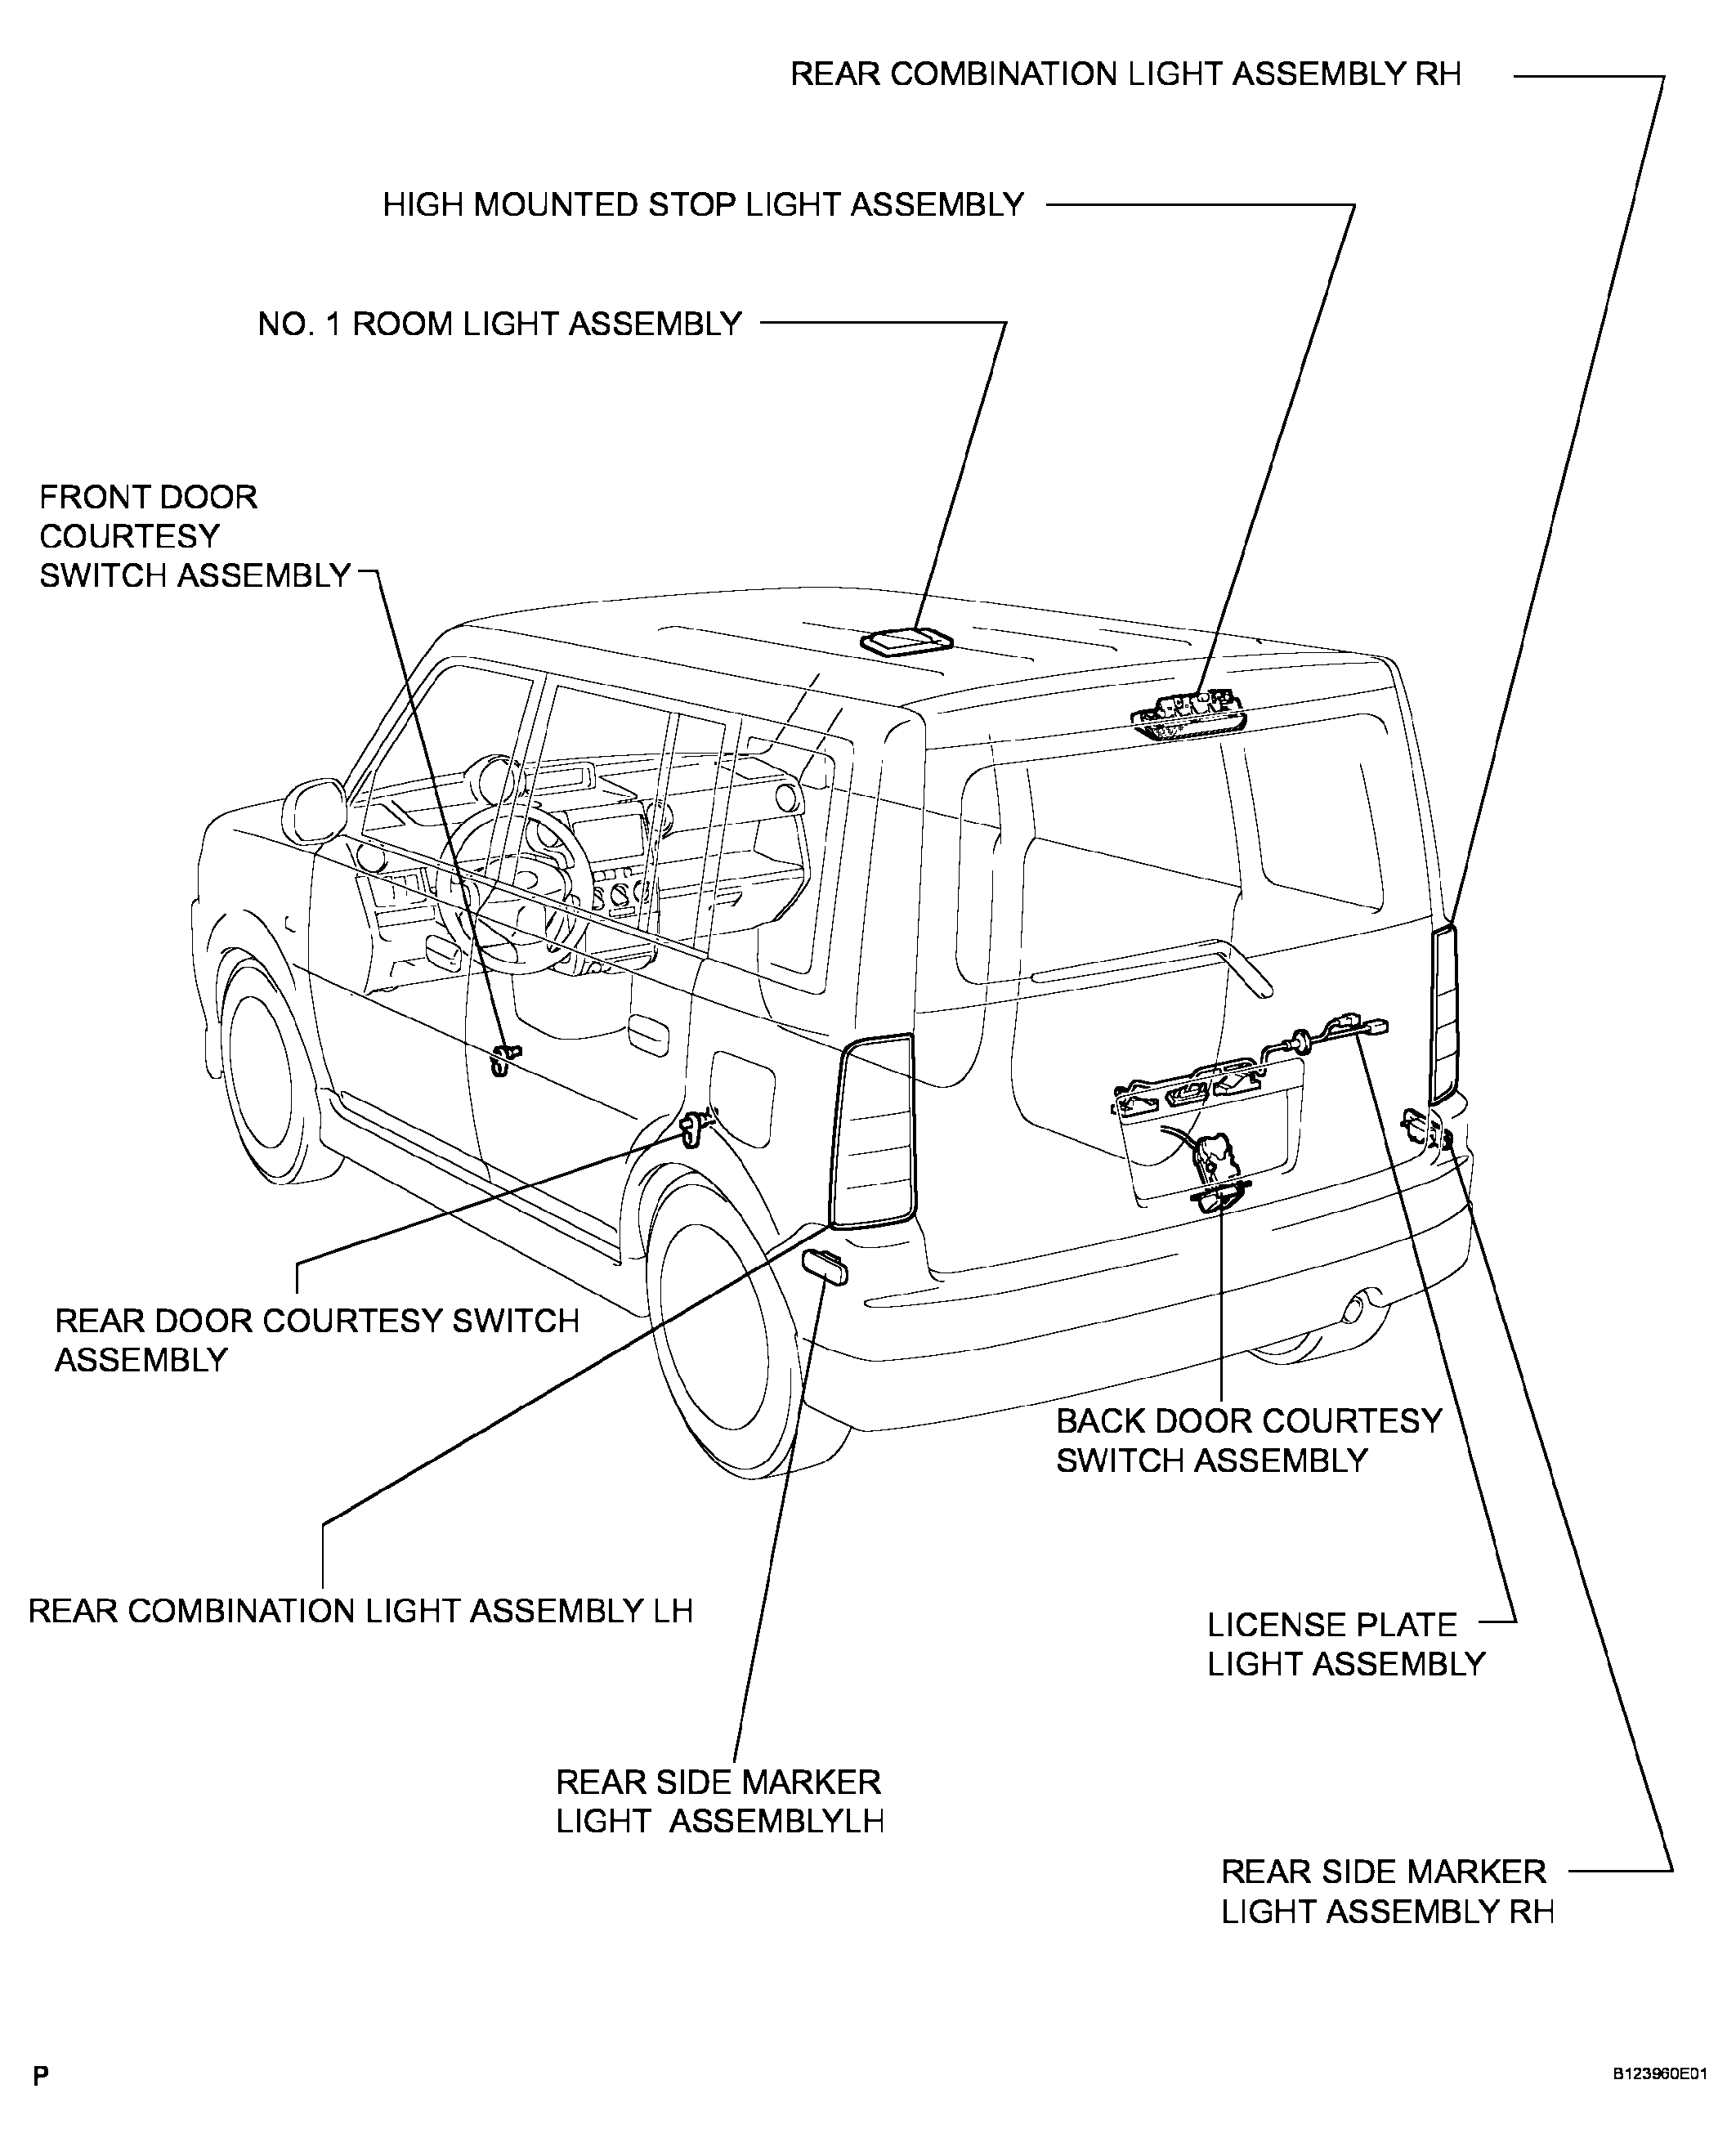 REAR COMBINATION LIGHT ASSEMBLY RH
HIGH MOUNTED STOP LIGHT ASSEMBLY
NO. 1 ROOM LIGHT ASSEMBLY
FRONT DOOR
COURTESY
SWITCH ASSEMBLY
REAR DOOR COURTESY SWITCH
ASSEMBLY
BACK DOOR COURTESY
SWITCH ASSEMBLY
REAR COMBINATION LIGHT ASSEMBLY LH
LICENSE PLATE
LIGHT ASSEMBLY
REAR SIDE MARKER
LIGHT  ASSEMBLYLH
REAR SIDE MARKER
LIGHT ASSEMBLY RH
P
B123960E01